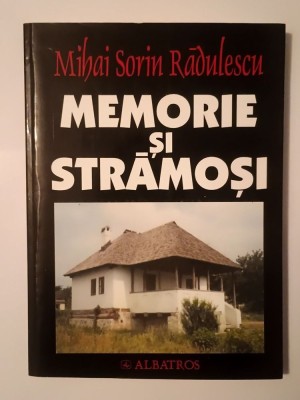 Mihai Sorin Rădulescu
MEMORIE
ȘI
STRĂMOȘI
ALBATROS